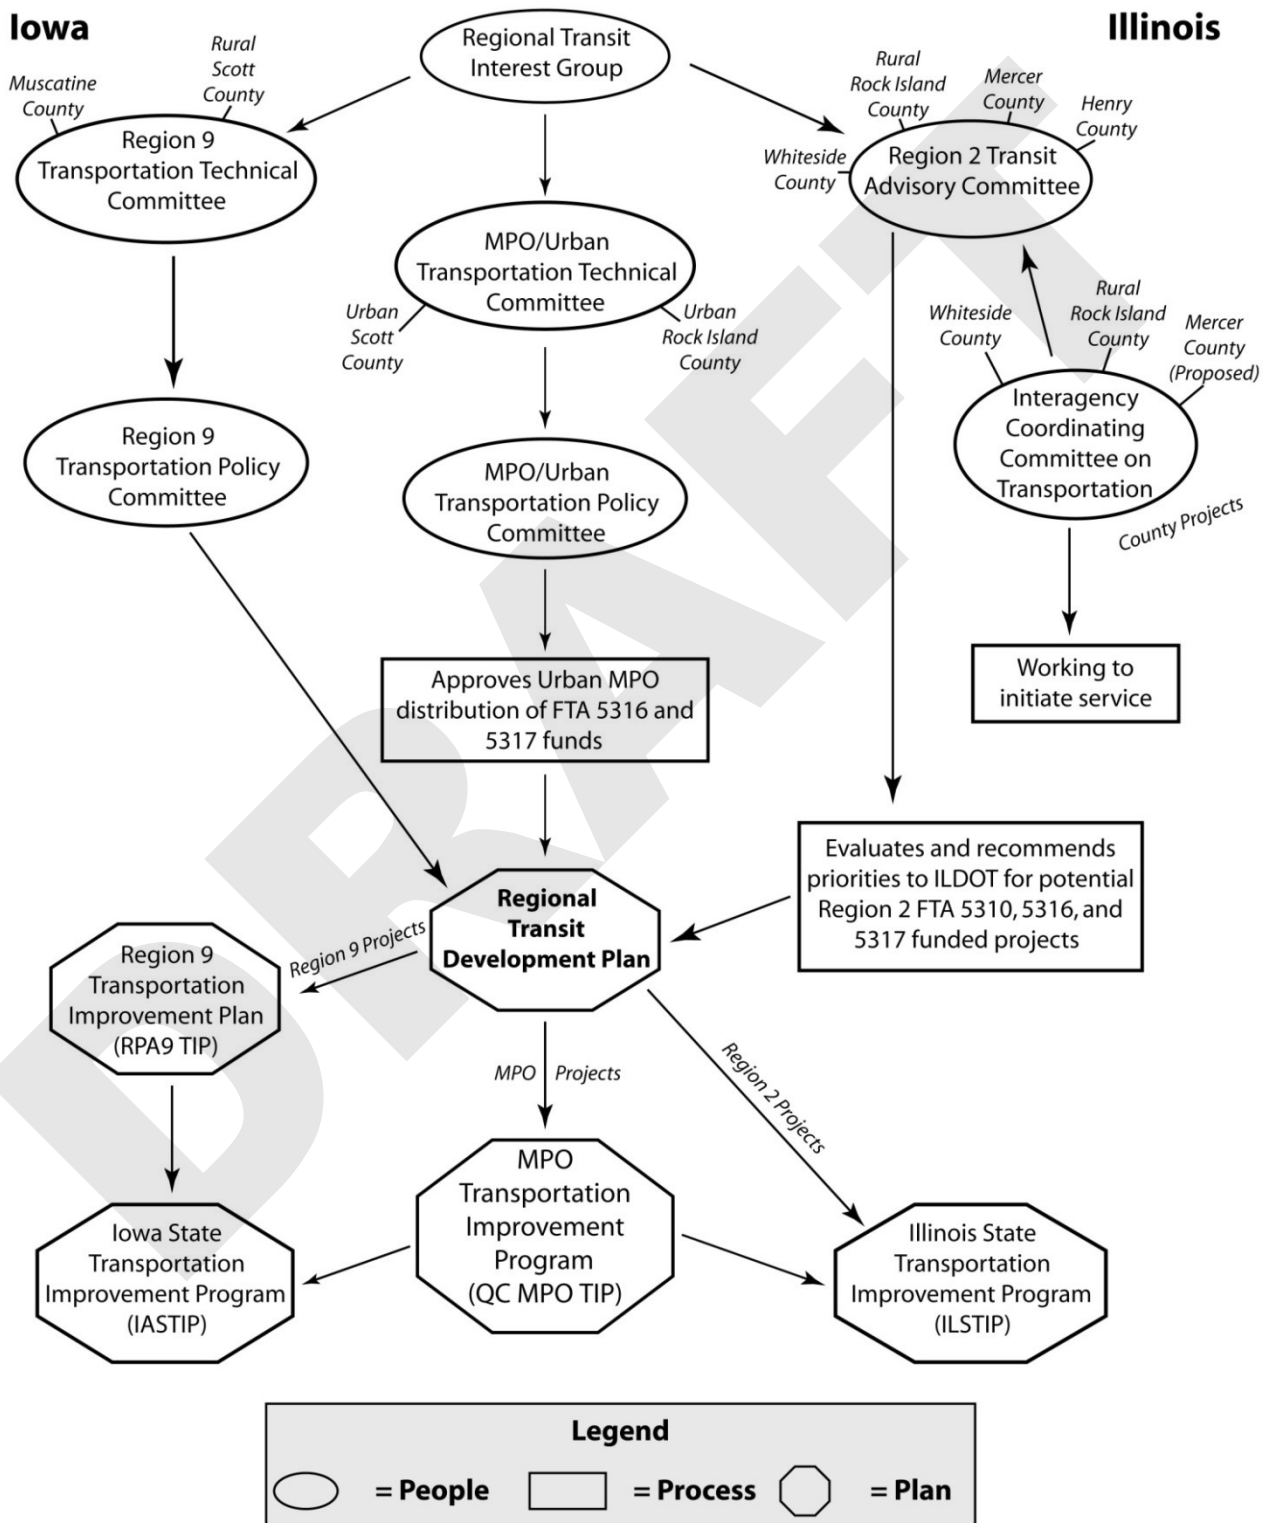 Iowa
Illinois
Regional Transit
Interest Group
Muscatine
County
Rural
Scott
County
Region 9
Transportation Technical
Committee
Rural
Rock Island
County
Mercer
County
Henry
County
Whiteside
County
Region 2 Transit
Advisory Committee
MPO/Urban
Transportation Technical
Committee
Urban
Scott
County
Urban
Rock Island
County
Whiteside
County
Rural
Rock Island
County
Mercer
County
(Proposed)
Interagency
Coordinating
Committee on
Transportation
County Projects
Region 9
Transportation Policy
Committee
MPO/Urban
Transportation Policy
Committee
Approves Urban MPO
distribution of FTA 5316 and
5317 funds
Working to
initiate service
Evaluates and recommends
priorities to ILDOT for potential
Region 2 FTA 5310, 5316, and
5317 funded projects
Regional
Transit
Development Plan
Region 9 Projects
Region 9
Transportation
Improvement Plan
(RPA9 TIP)
MPO Projects
Region 2 Projects
Iowa State
Transportation
Improvement Program
(IASTIP)
MPO
Transportation
Improvement
Program
(QC MPO TIP)
Illinois State
Transportation
Improvement Program
(ILSTIP)
Legend
= People
= Process
= Plan
DRAFT